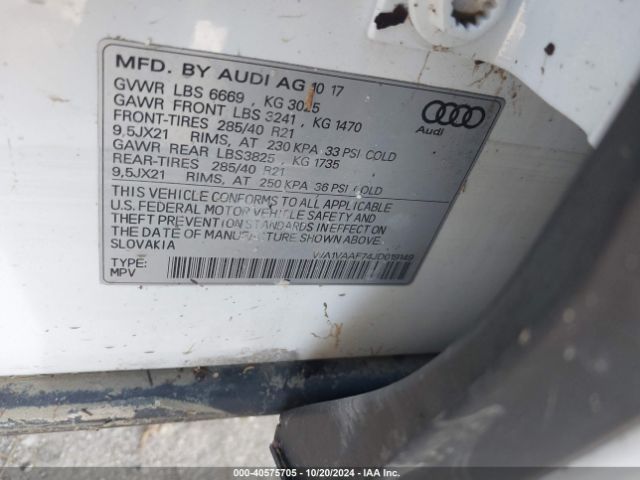 MFD. BY AUDI AG 10 17
GVWR LBS 6669 , KG 3025
GAWR FRONT LBS 3241 , KG 1470
FRONT-TIRES 285/40 R21
9,5JX21 RIMS, AT 230 KPA 33 PSI COLD
GAWR REAR LBS3825 , KG 1735
REAR-TIRES 285/40 R21
9,5JX21 RIMS, AT 250 KPA 36 PSI COLD
THIS VEHICLE CONFORMS TO ALL APPLICABLE
U.S. FEDERAL MOTOR VEHICLE SAFETY AND
THEFT PREVENTION STANDARDS IN EFFECT ON
THE DATE OF MANUFACTURE SHOWN ABOVE.
SLOVAKIA
WA1VAAF74JD019149
TYPE:
MPV
Audi
000-40575705 - 10/20/2024 - IAA Inc.